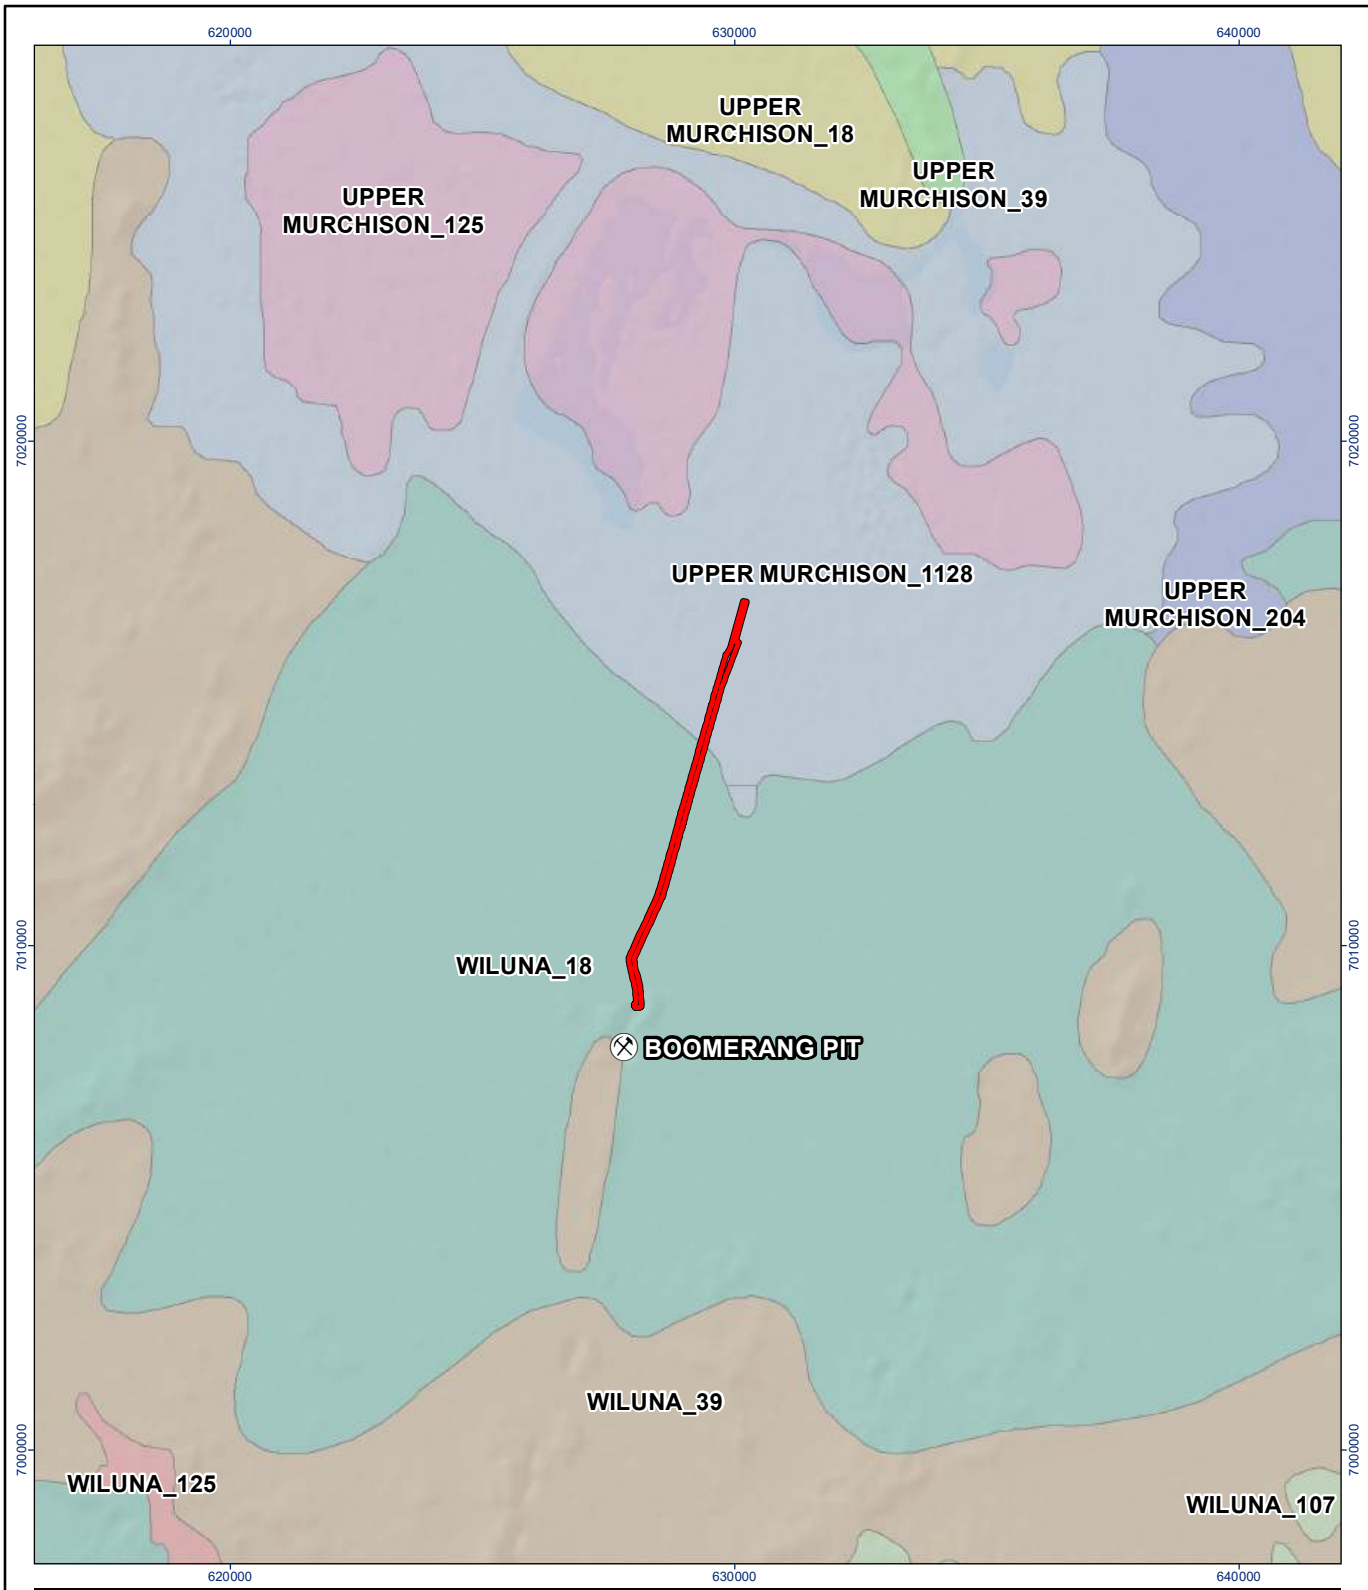 620000
630000
640000
UPPER
MURCHISON_18
UPPER
MURCHISON_39
UPPER
MURCHISON_125
7020000
7020000
UPPER MURCHISON_1128
UPPER
MURCHISON_204
7010000
7010000
WILUNA_18
BOOMERANG PIT
WILUNA_39
7000000
7000000
WILUNA_125
WILUNA_107
620000
630000
640000